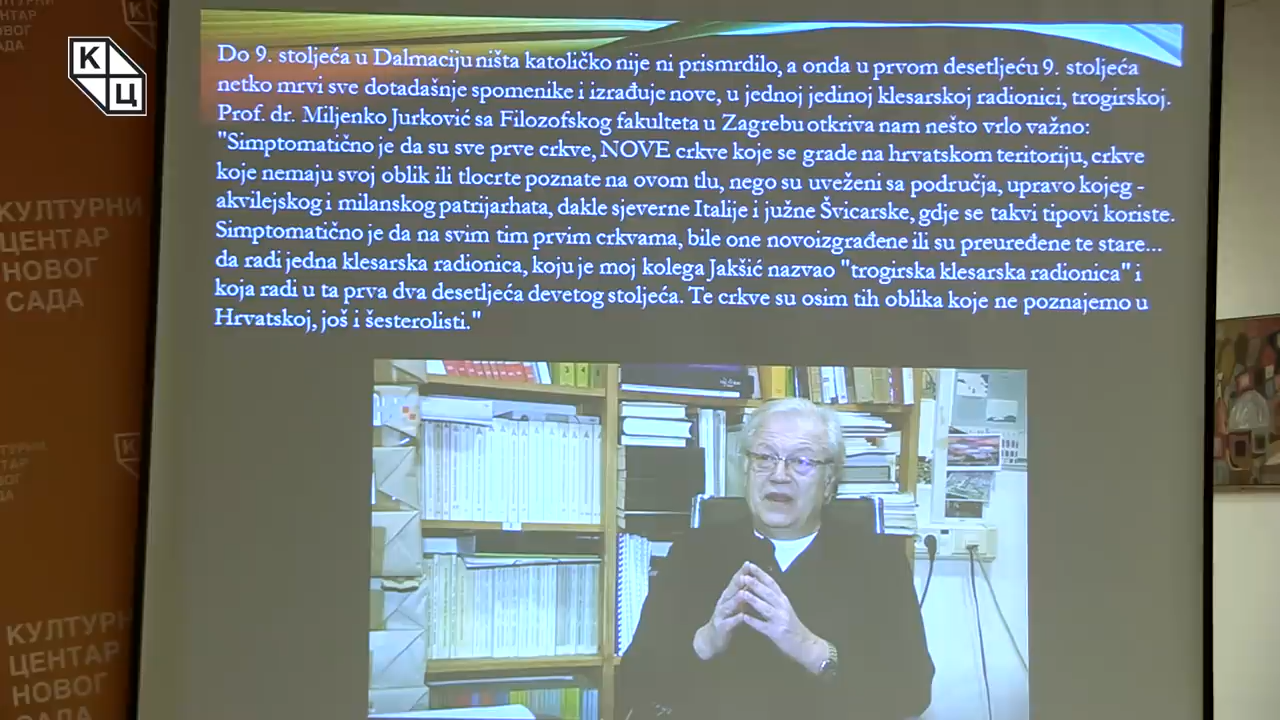 УЛТУРНИ
ЕНТАР
НОВОГ
САДА
К
Ц
КУЛТУРНИ
ЦЕНТАР
НОВОГ
САДА
К
КУЛТУРН
ЦЕНТАР
НОВОГ
САДА
Do 9. stoljeća u Dalmaciju ništa katoličko nije ni prismrdilo, a onda u prvom desetljeću 9. stoljeća
netko mrvi sve dotadašnje spomenike i izrađuje nove, u jednoj jedinoj klesarskoj radionici, trogirskoj.
Prof. dr. Miljenko Jurković sa Filozofskog fakulteta u Zagrebu otkriva nam nešto vrlo važno:
"Simptomatično je da su sve prve crkve, NOVE crkve koje se grade na hrvatskom teritoriju, crkve
koje nemaju svoj oblik ili tlocrte poznate na ovom tlu, nego su uveženi sa područja, upravo kojeg -
akvilejskog i milanskog patrijarhata, dakle sjeverne Italije i južne Švicarske, gdje se takvi tipovi koriste.
Simptomatično je da na svim tim prvim crkvama, bile one novoizgrađene ili su preuređene te stare...
da radi jedna klesarska radionica, koju je moj kolega Jakšić nazvao "trogirska klesarska radionica" i
koja radi u ta prva dva desetljeća devetog stoljeća. Te crkve su osim tih oblika koje ne poznajemo u
Hrvatskoj, još i šesterolisti."